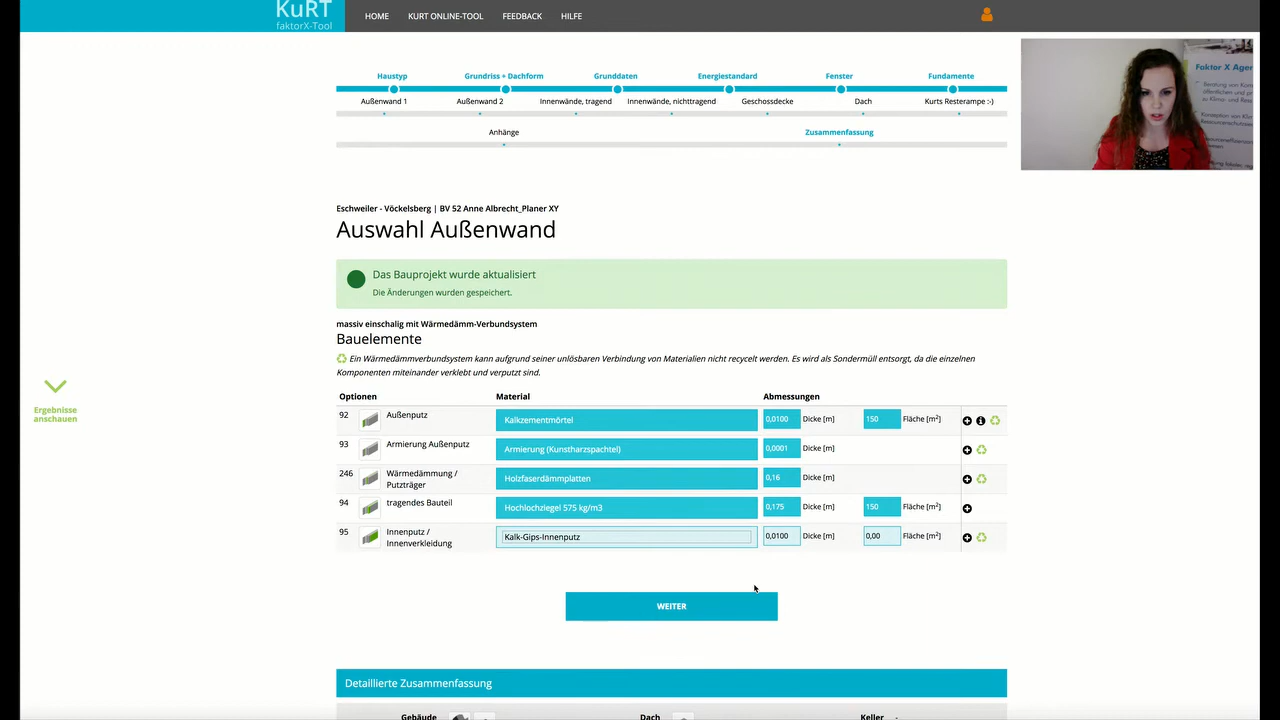 KuRT
faktorX-Tool
HOME KURT ONLINE-TOOL FEEDBACK HILFE
Haustyp Grundriss + Dachform Grunddaten Energiestandard Fenster Fundamente
Außenwand 1 Außenwand 2 Innenwände, tragend Innenwände, nichttragend Geschossdecke Dach Kurts Resterampe :-)
Anhänge Zusammenfassung
Faktor X Agen
Eschweiler - Vöckelsberg | BV 52 Anne Albrecht_Planer XY
Auswahl Außenwand
Das Bauprojekt wurde aktualisiert
Die Änderungen wurden gespeichert.
massiv einschalig mit Wärmedämm-Verbundsystem
Bauelemente
Ein Wärmedämmverbundsystem kann aufgrund seiner unlösbaren Verbindung von Materialien nicht recycelt werden. Es wird als Sondermüll entsorgt, da die einzelnen
Komponenten miteinander verklebt und verputzt sind.
Ergebnisse
anschauen
Optionen Material Abmessungen
92 Außenputz Kalkzementmörtel 0,0100 Dicke [m] 150 Fläche [m²]
93 Armierung Außenputz Armierung (Kunstharzspachtel) 0,0001 Dicke [m]
246 Wärmedämmung /
Putzträger Holzfaserdämmplatten 0,16 Dicke [m]
94 tragendes Bauteil Hochlochziegel 575 kg/m3 0,175 Dicke [m] 150 Fläche [m²]
95 Innenputz /
Innenverkleidung Kalk-Gips-Innenputz 0,0100 Dicke [m] 0,00 Fläche [m²]
WEITER
Detaillierte Zusammenfassung
Gebäude Dach Keller -